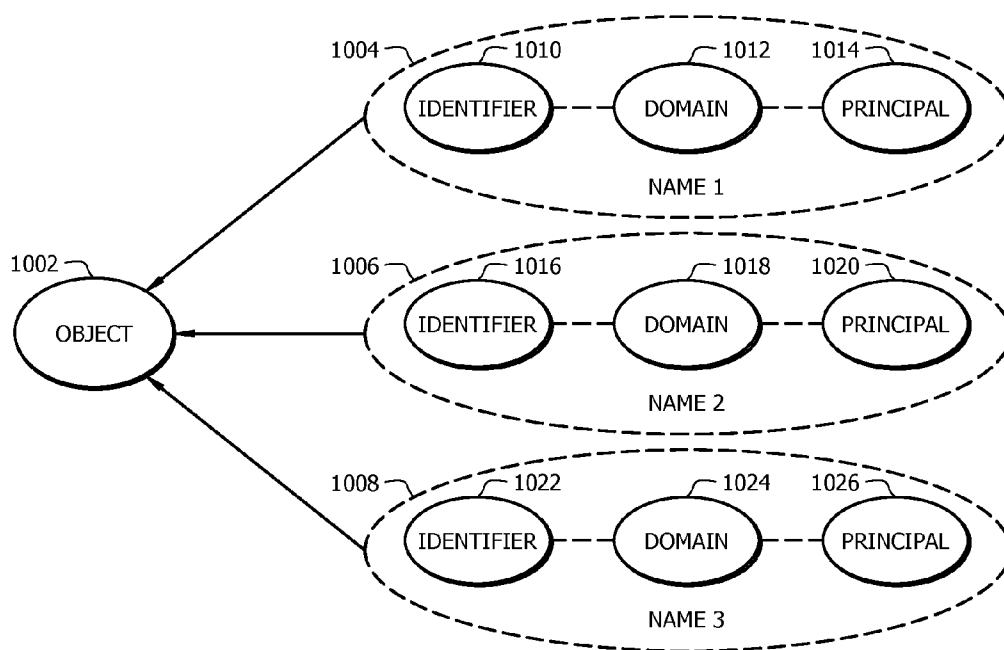 1004 1010 1012 1014
IDENTIFIER DOMAIN PRINCIPAL
NAME 1
1002
OBJECT
1006 1016 1018 1020
IDENTIFIER DOMAIN PRINCIPAL
NAME 2
1008 1022 1024 1026
IDENTIFIER DOMAIN PRINCIPAL
NAME 3